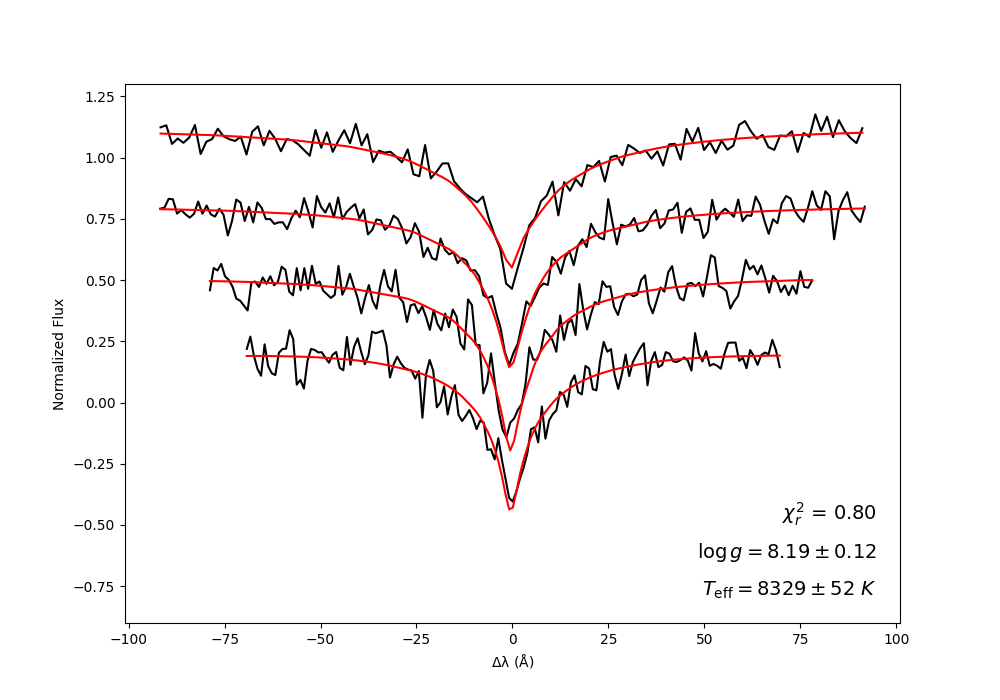 1.25
1.00
0.75
0.50
0.25
0.00
−0.25
−0.50
−0.75
Normalized Flux
χ²ᵣ = 0.80
log g = 8.19 ± 0.12
T_eff = 8329 ± 52 K
−100 −75 −50 −25 0 25 50 75 100
Δλ (Å)